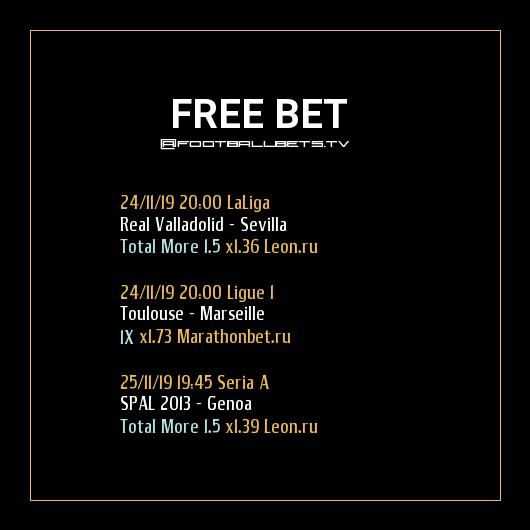 FREE BET
@FOOTBALLBETS.TV
24/11/19 20:00 LaLiga
Real Valladolid - Sevilla
Total More 1.5 x1.36 Leon.ru
24/11/19 20:00 Ligue 1
Toulouse - Marseille
1X x1.73 Marathonbet.ru
25/11/19 19:45 Seria A
SPAL 2013 - Genoa
Total More 1.5 x1.39 Leon.ru